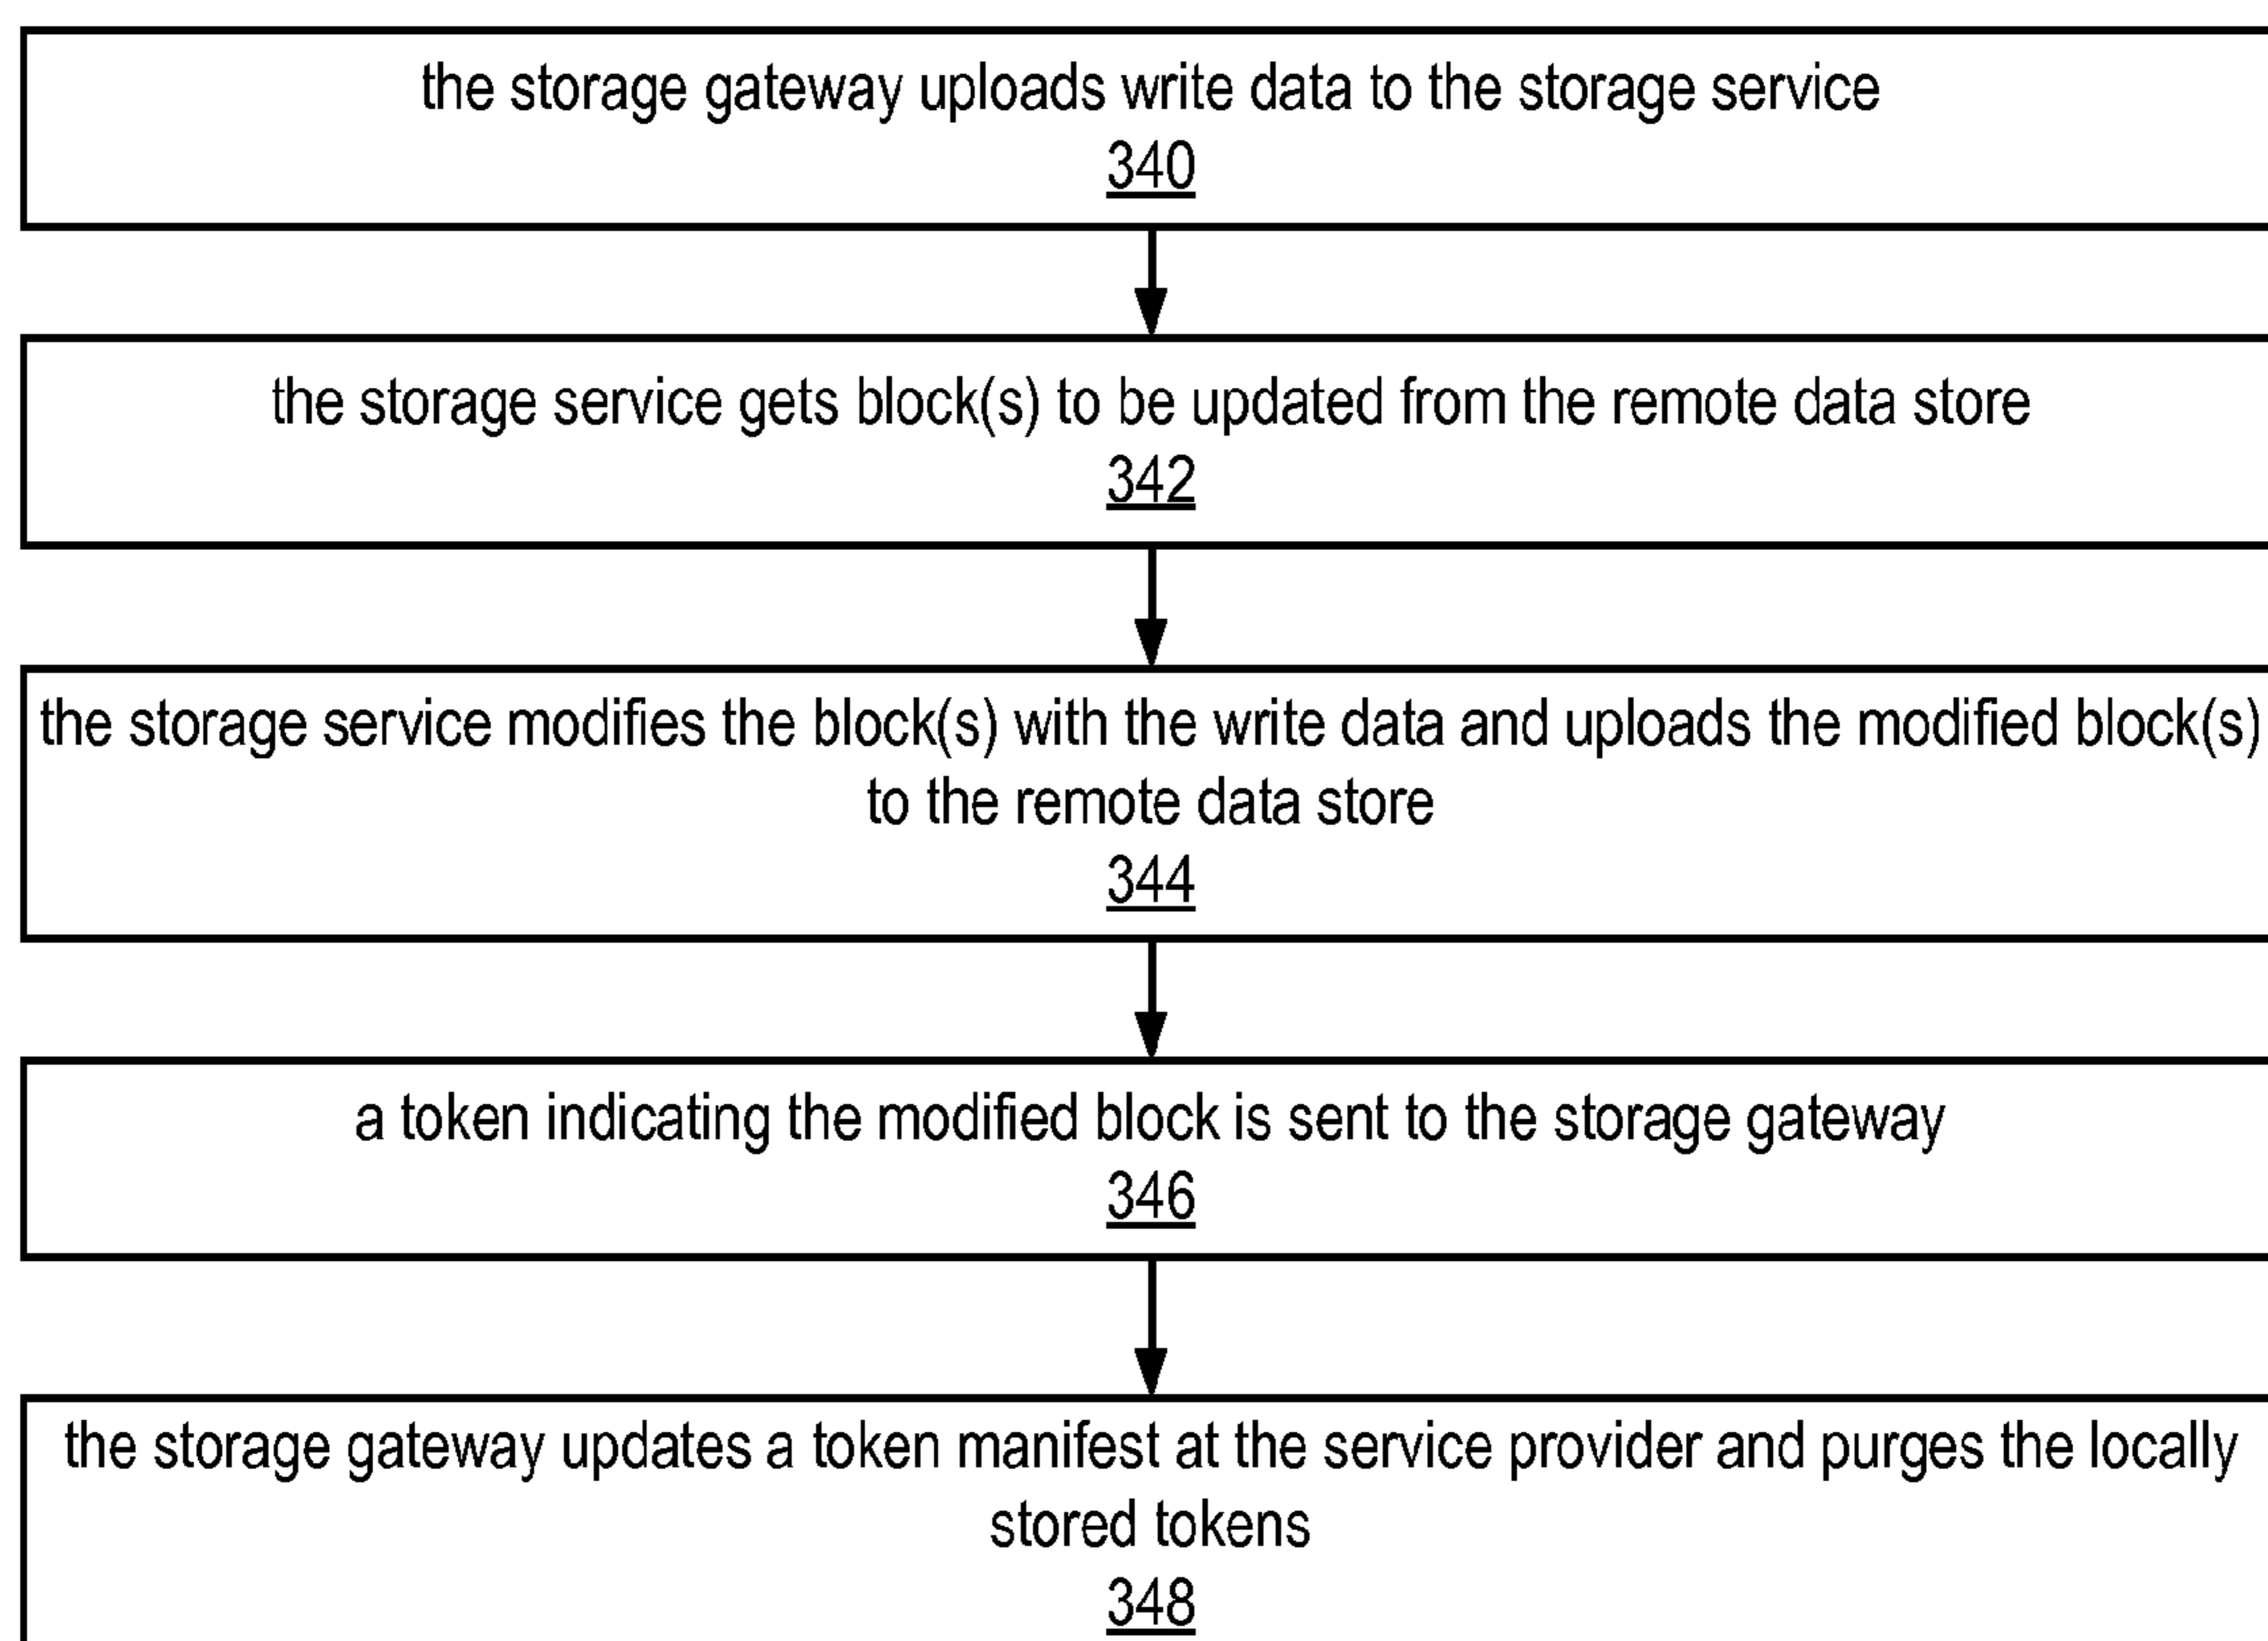 the storage gateway uploads write data to the storage service
340
the storage service gets block(s) to be updated from the remote data store
342
the storage service modifies the block(s) with the write data and uploads the modified block(s)
to the remote data store
344
a token indicating the modified block is sent to the storage gateway
346
the storage gateway updates a token manifest at the service provider and purges the locally
stored tokens
348